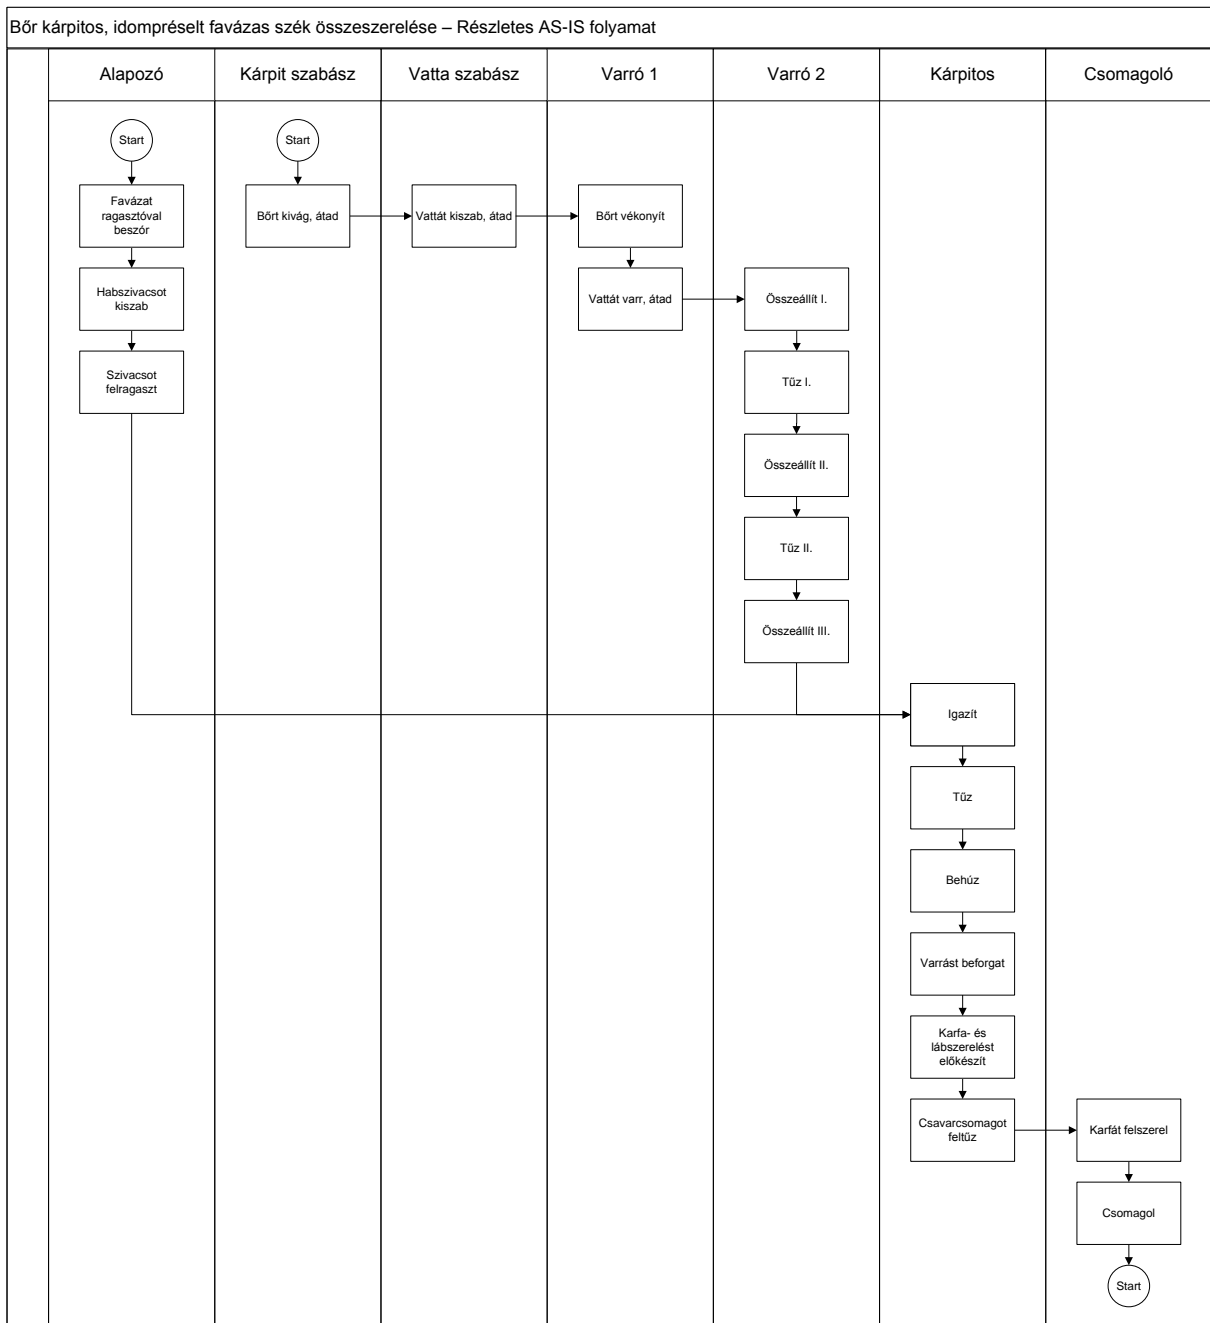 Bőr kárpitos, idompréselt favázas szék összeszerelése – Részletes AS-IS folyamat
Alapozó
Kárpit szabász
Vatta szabász
Varró 1
Varró 2
Kárpitos
Csomagoló
Start
Start
Favázat
ragasztóval
beszór
Bőrt kivág, átad
Vattát kiszab, átad
Bőrt vékonyít
Habszivacsot
kiszab
Vattát varr, átad
Összeállít I.
Szivacsot
felragaszt
Tűz I.
Összeállít II.
Tűz II.
Összeállít III.
Igazít
Tűz
Behúz
Varrást beforgat
Karfa- és
lábszerelést
előkészít
Csavarcsomagot
feltűz
Karfát felszerel
Csomagol
Start